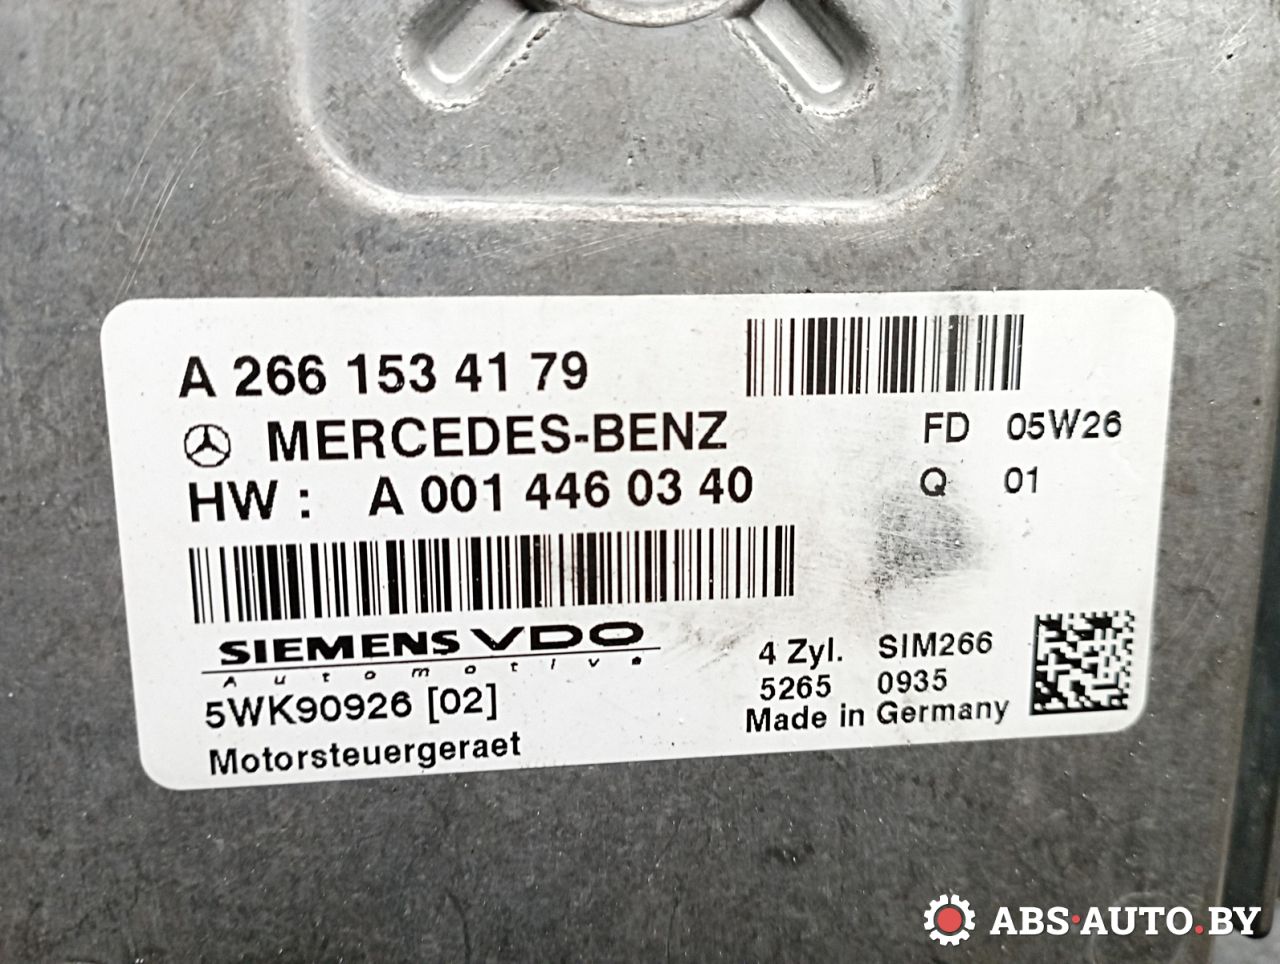 A 266 153 41 79
MERCEDES-BENZ
FD 05W26
HW : A 001 446 03 40
Q 01
SIEMENS VDO
Automotive
4 Zyl. SIM266
5WK90926 [02]
5265 0935
Motorsteuergeraet
Made in Germany
ABS·AUTO.BY